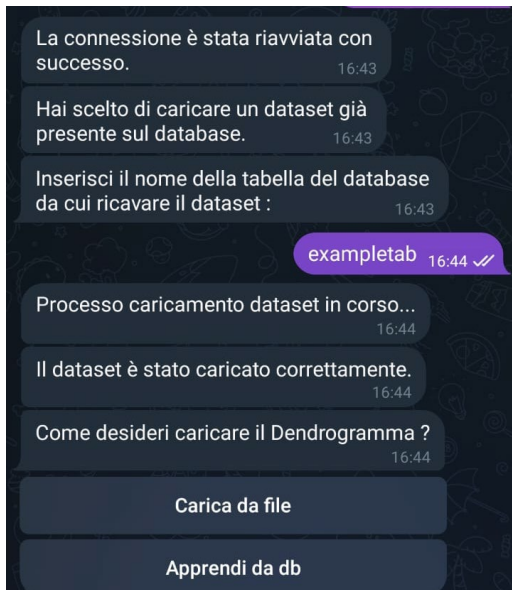 La connessione è stata riavviata con
successo.
16:43
Hai scelto di caricare un dataset già
presente sul database.
16:43
Inserisci il nome della tabella del database
da cui ricavare il dataset :
16:43
exampletab 16:44
Processo caricamento dataset in corso...
16:44
Il dataset è stato caricato correttamente.
16:44
Come desideri caricare il Dendrogramma ?
16:44
Carica da file
Apprendi da db